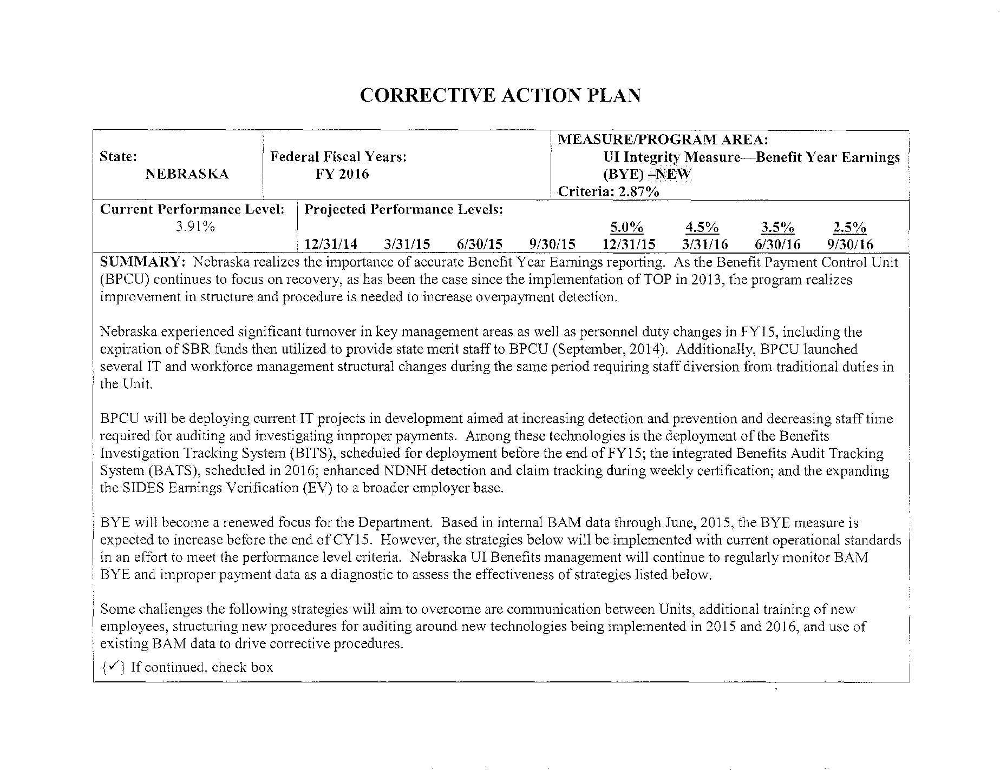 CORRECTIVE ACTION PLAN
State:
NEBRASKA
Federal Fiscal Years:
FY 2016
MEASURE/PROGRAM AREA:
UI Integrity Measure—Benefit Year Earnings
(BYE) –NEW
Criteria: 2.87%
Current Performance Level:
3.91%
Projected Performance Levels:
5.0% 4.5% 3.5% 2.5%
12/31/14 3/31/15 6/30/15 9/30/15 12/31/15 3/31/16 6/30/16 9/30/16
SUMMARY: Nebraska realizes the importance of accurate Benefit Year Earnings reporting. As the Benefit Payment Control Unit
(BPCU) continues to focus on recovery, as has been the case since the implementation of TOP in 2013, the program realizes
improvement in structure and procedure is needed to increase overpayment detection.
Nebraska experienced significant turnover in key management areas as well as personnel duty changes in FY15, including the
expiration of SBR funds then utilized to provide state merit staff to BPCU (September, 2014). Additionally, BPCU launched
several IT and workforce management structural changes during the same period requiring staff diversion from traditional duties in
the Unit.
BPCU will be deploying current IT projects in development aimed at increasing detection and prevention and decreasing staff time
required for auditing and investigating improper payments. Among these technologies is the deployment of the Benefits
Investigation Tracking System (BITS), scheduled for deployment before the end of FY15; the integrated Benefits Audit Tracking
System (BATS), scheduled in 2016; enhanced NDNH detection and claim tracking during weekly certification; and the expanding
the SIDES Earnings Verification (EV) to a broader employer base.
BYE will become a renewed focus for the Department. Based in internal BAM data through June, 2015, the BYE measure is
expected to increase before the end of CY15. However, the strategies below will be implemented with current operational standards
in an effort to meet the performance level criteria. Nebraska UI Benefits management will continue to regularly monitor BAM
BYE and improper payment data as a diagnostic to assess the effectiveness of strategies listed below.
Some challenges the following strategies will aim to overcome are communication between Units, additional training of new
employees, structuring new procedures for auditing around new technologies being implemented in 2015 and 2016, and use of
existing BAM data to drive corrective procedures.
{✓} If continued, check box